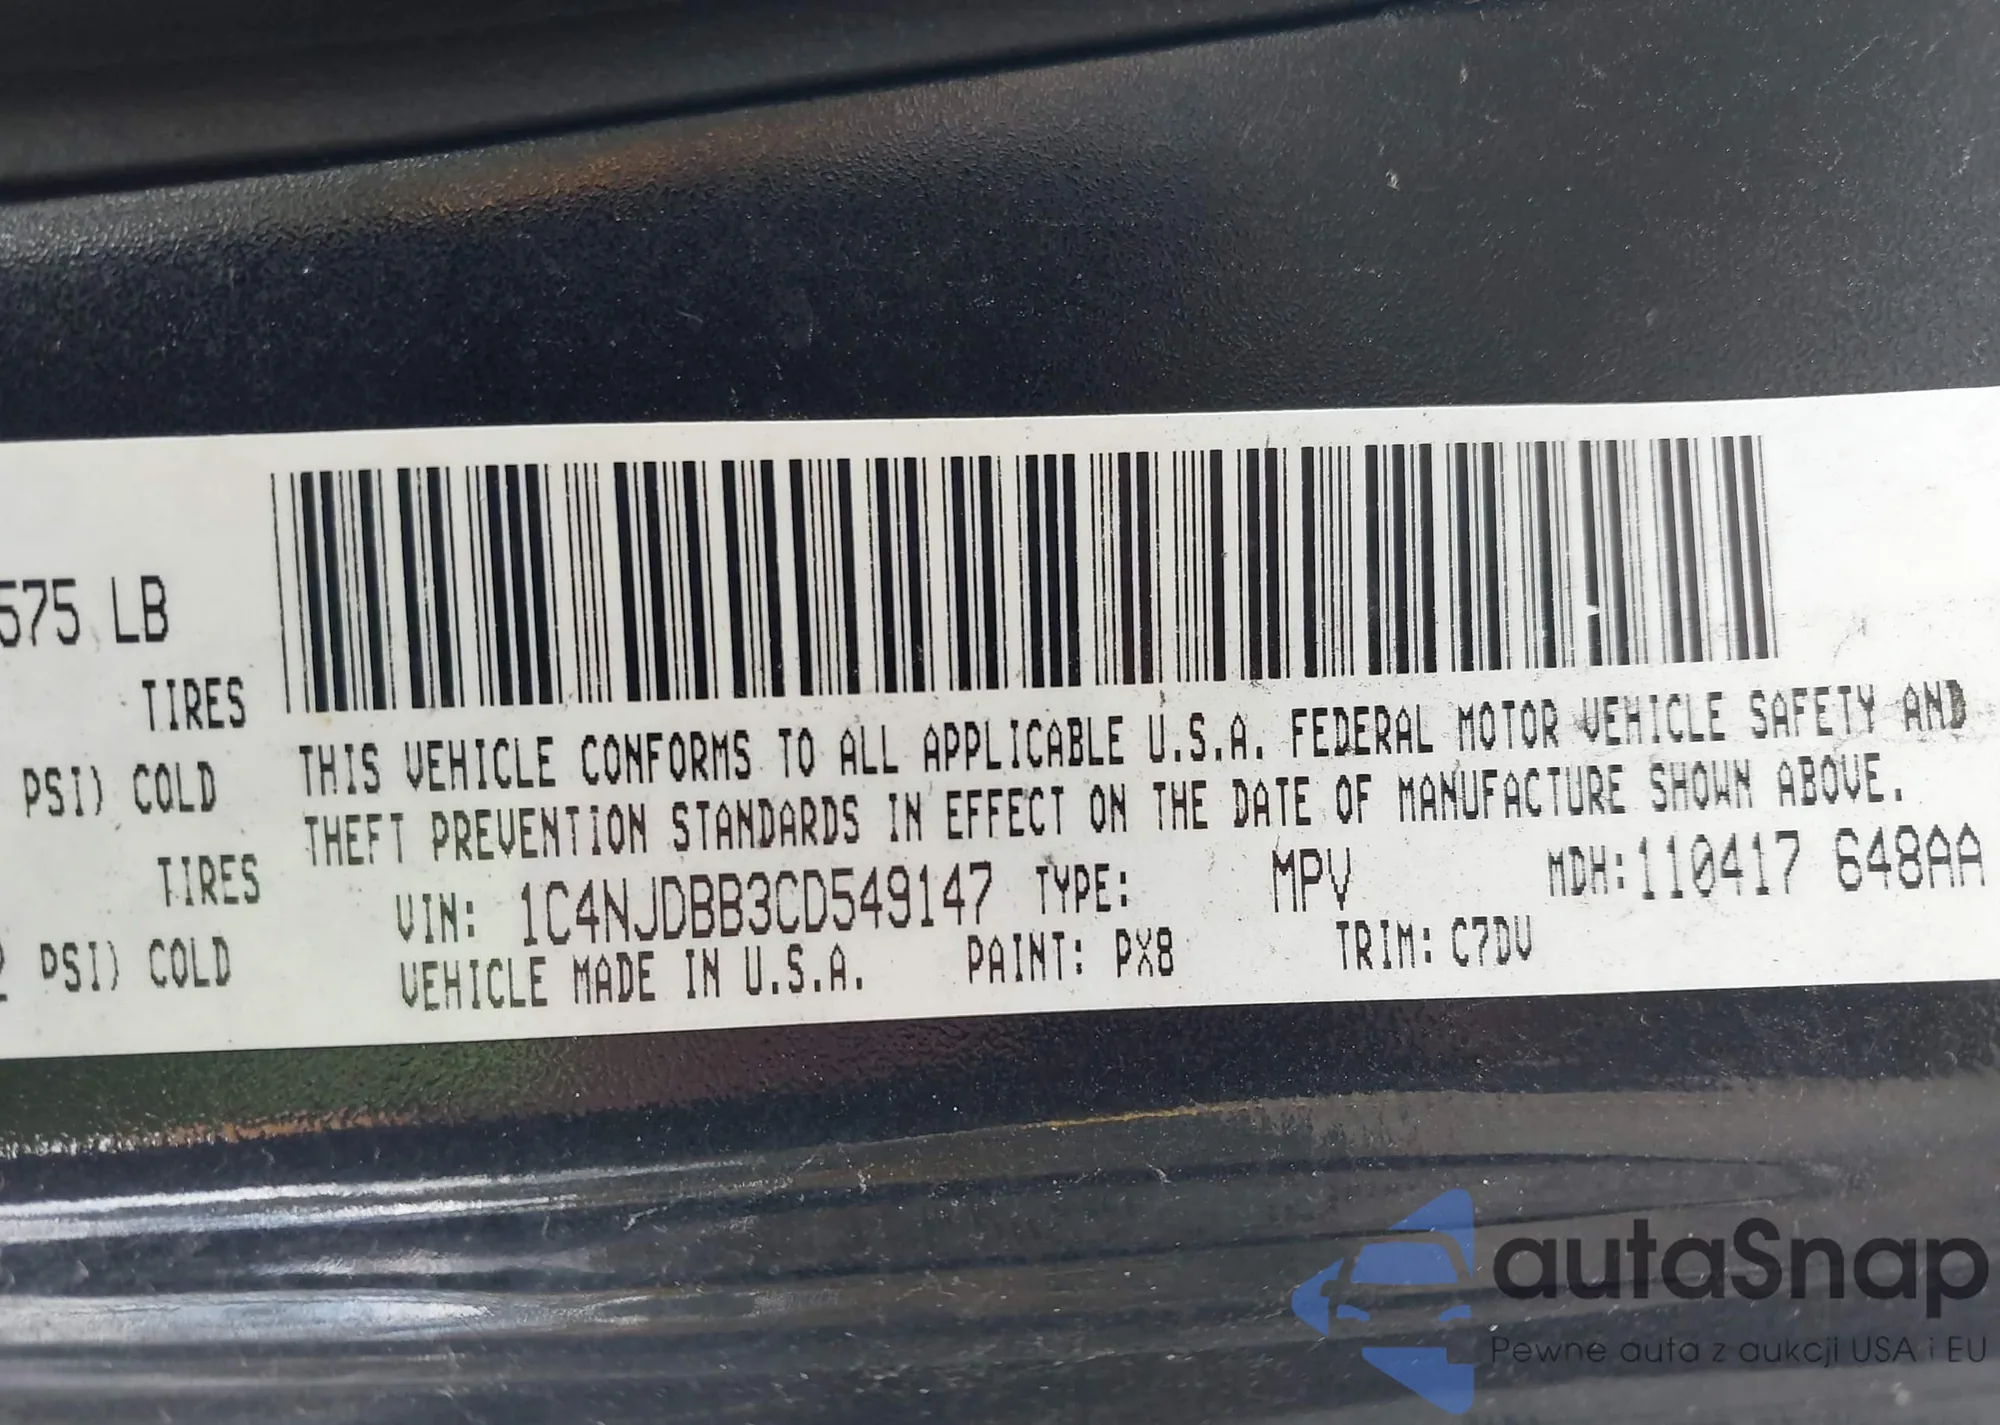 575 LB
TIRES
PSI) COLD
TIRES
PSI) COLD
THIS VEHICLE CONFORMS TO ALL APPLICABLE U.S.A. FEDERAL MOTOR VEHICLE SAFETY AND
THEFT PREVENTION STANDARDS IN EFFECT ON THE DATE OF MANUFACTURE SHOWN ABOVE.
VIN: 1C4NJDBB3CD549147 TYPE: MPV MDH:110417 648AA
VEHICLE MADE IN U.S.A. PAINT: PX8 TRIM: C7DV
autaSnap
Pewne auta z aukcji USA i EU